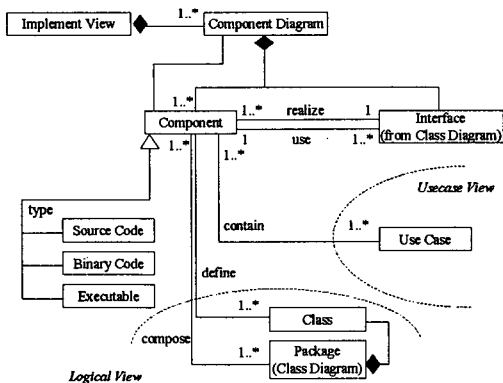 1..*
Implement View
Component Diagram
1..*
1..*
realize
1
Component
Interface
(from Class Diagram)
1..*
1
use
1..*
1..*
Usecase View
type
contain
1..*
Source Code
Use Case
Binary Code
define
Executable
1..*
Class
compose
1..*
Package
(Class Diagram)
Logical View